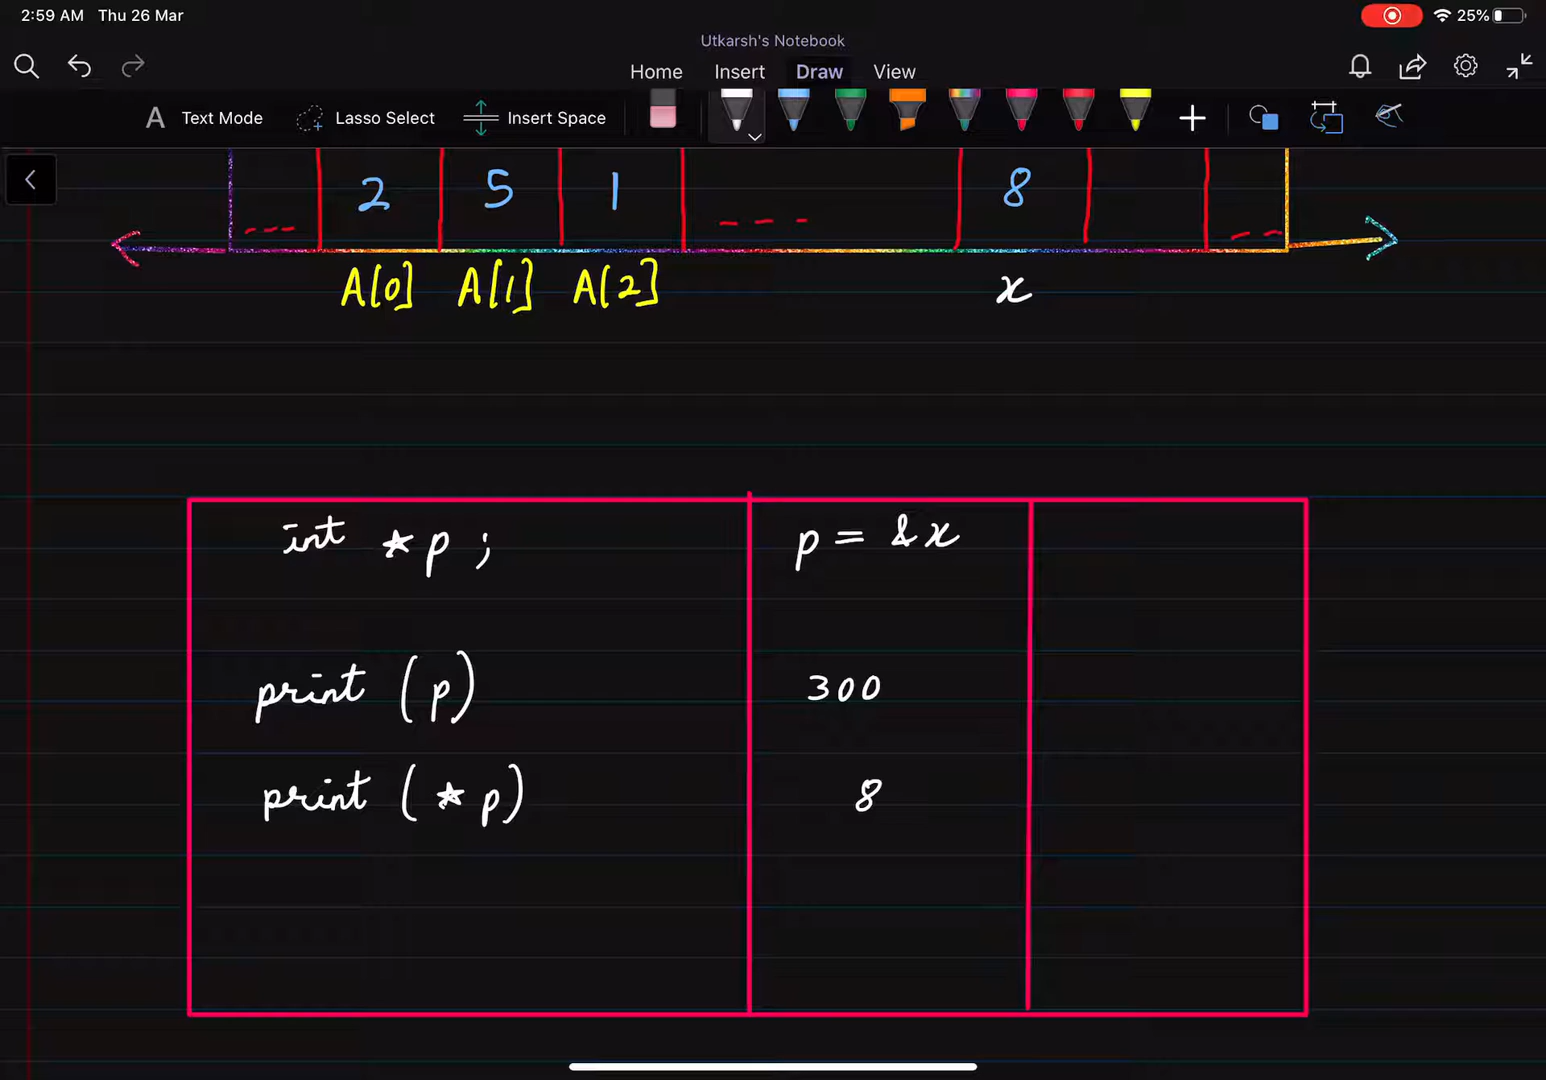 2:59 AM Thu 26 Mar
25%
Utkarsh's Notebook
Home Insert Draw View
A Text Mode Lasso Select Insert Space
2 5 1 8
A[0] A[1] A[2] x
int *p ; p = &x
print (p) 300
print (*p) 8